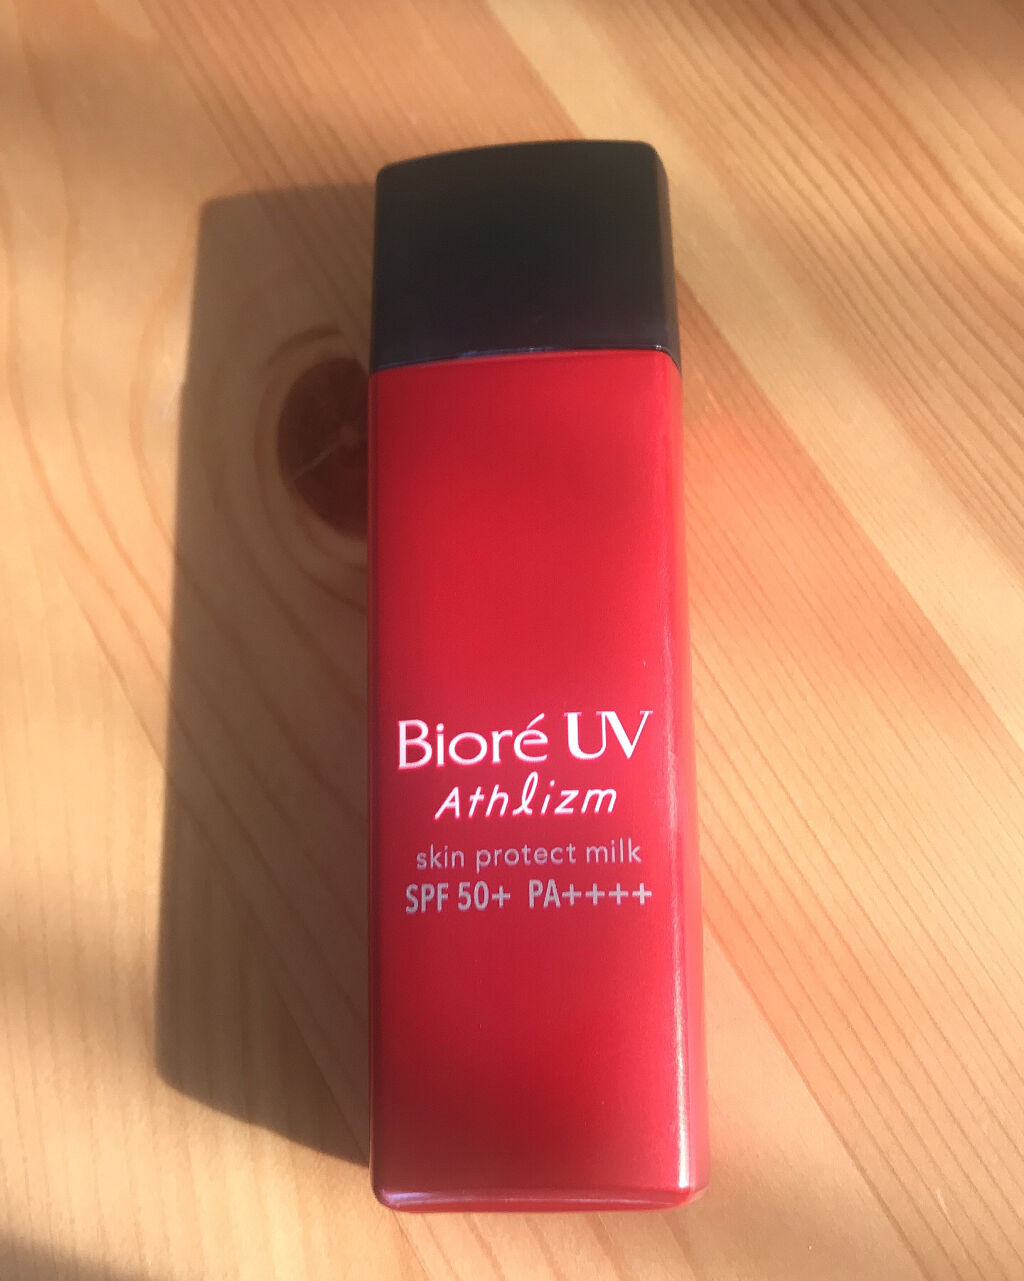 Bioré UV
Athlizm
skin protect milk
SPF 50+ PA++++